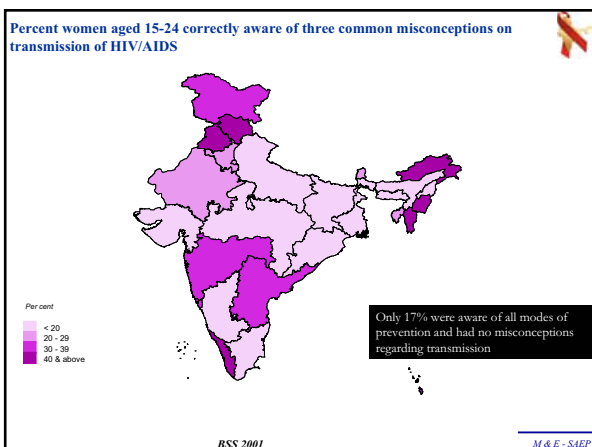 Percent women aged 15-24 correctly aware of three common misconceptions on
transmission of HIV/AIDS
Per cent
< 20
20 - 29
30 - 39
40 & above
Only 17% were aware of all modes of
prevention and had no misconceptions
regarding transmission
BSS 2001
M & E - SAEP